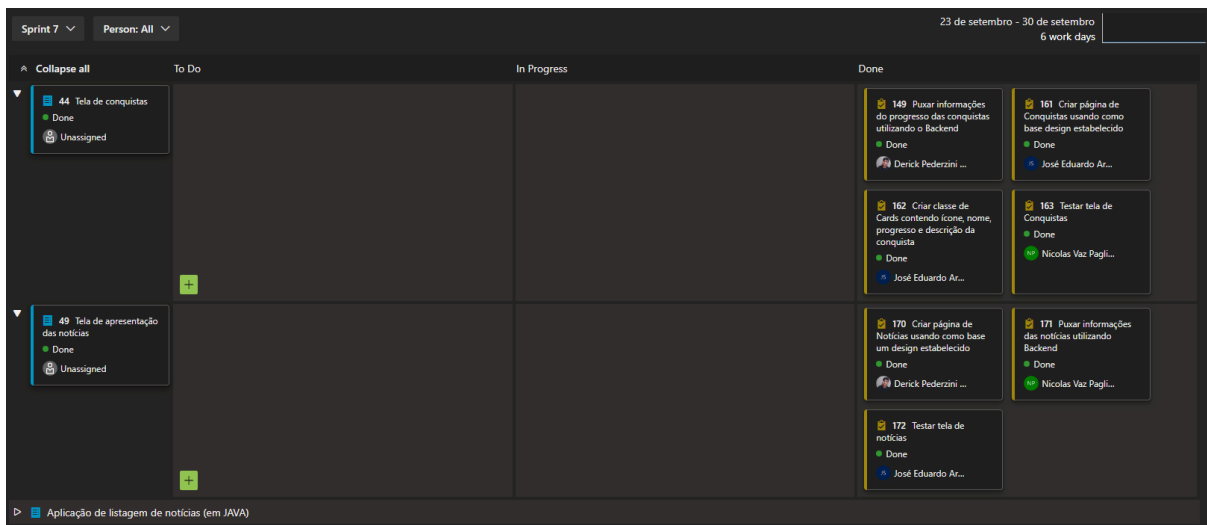 Sprint 7
Person: All
23 de setembro - 30 de setembro
6 work days
Collapse all
To Do
In Progress
Done
44 Tela de conquistas
Done
Unassigned
149 Puxar informações
do progresso das conquistas
utilizando o Backend
Done
Derick Pederzini ...
161 Criar página de
Conquistas usando como
base design estabelecido
Done
JS
José Eduardo Ar...
162 Criar classe de
Cards contendo ícone, nome,
progresso e descrição da
conquista
Done
JS
José Eduardo Ar...
163 Testar tela de
Conquistas
Done
NP
Nicolas Vaz Pagli...
49 Tela de apresentação
das notícias
Done
Unassigned
170 Criar página de
Notícias usando como base
um design estabelecido
Done
Derick Pederzini ...
171 Puxar informações
das notícias utilizando
Backend
Done
NP
Nicolas Vaz Pagli...
172 Testar tela de
notícias
Done
JS
José Eduardo Ar...
Aplicação de listagem de notícias (em JAVA)